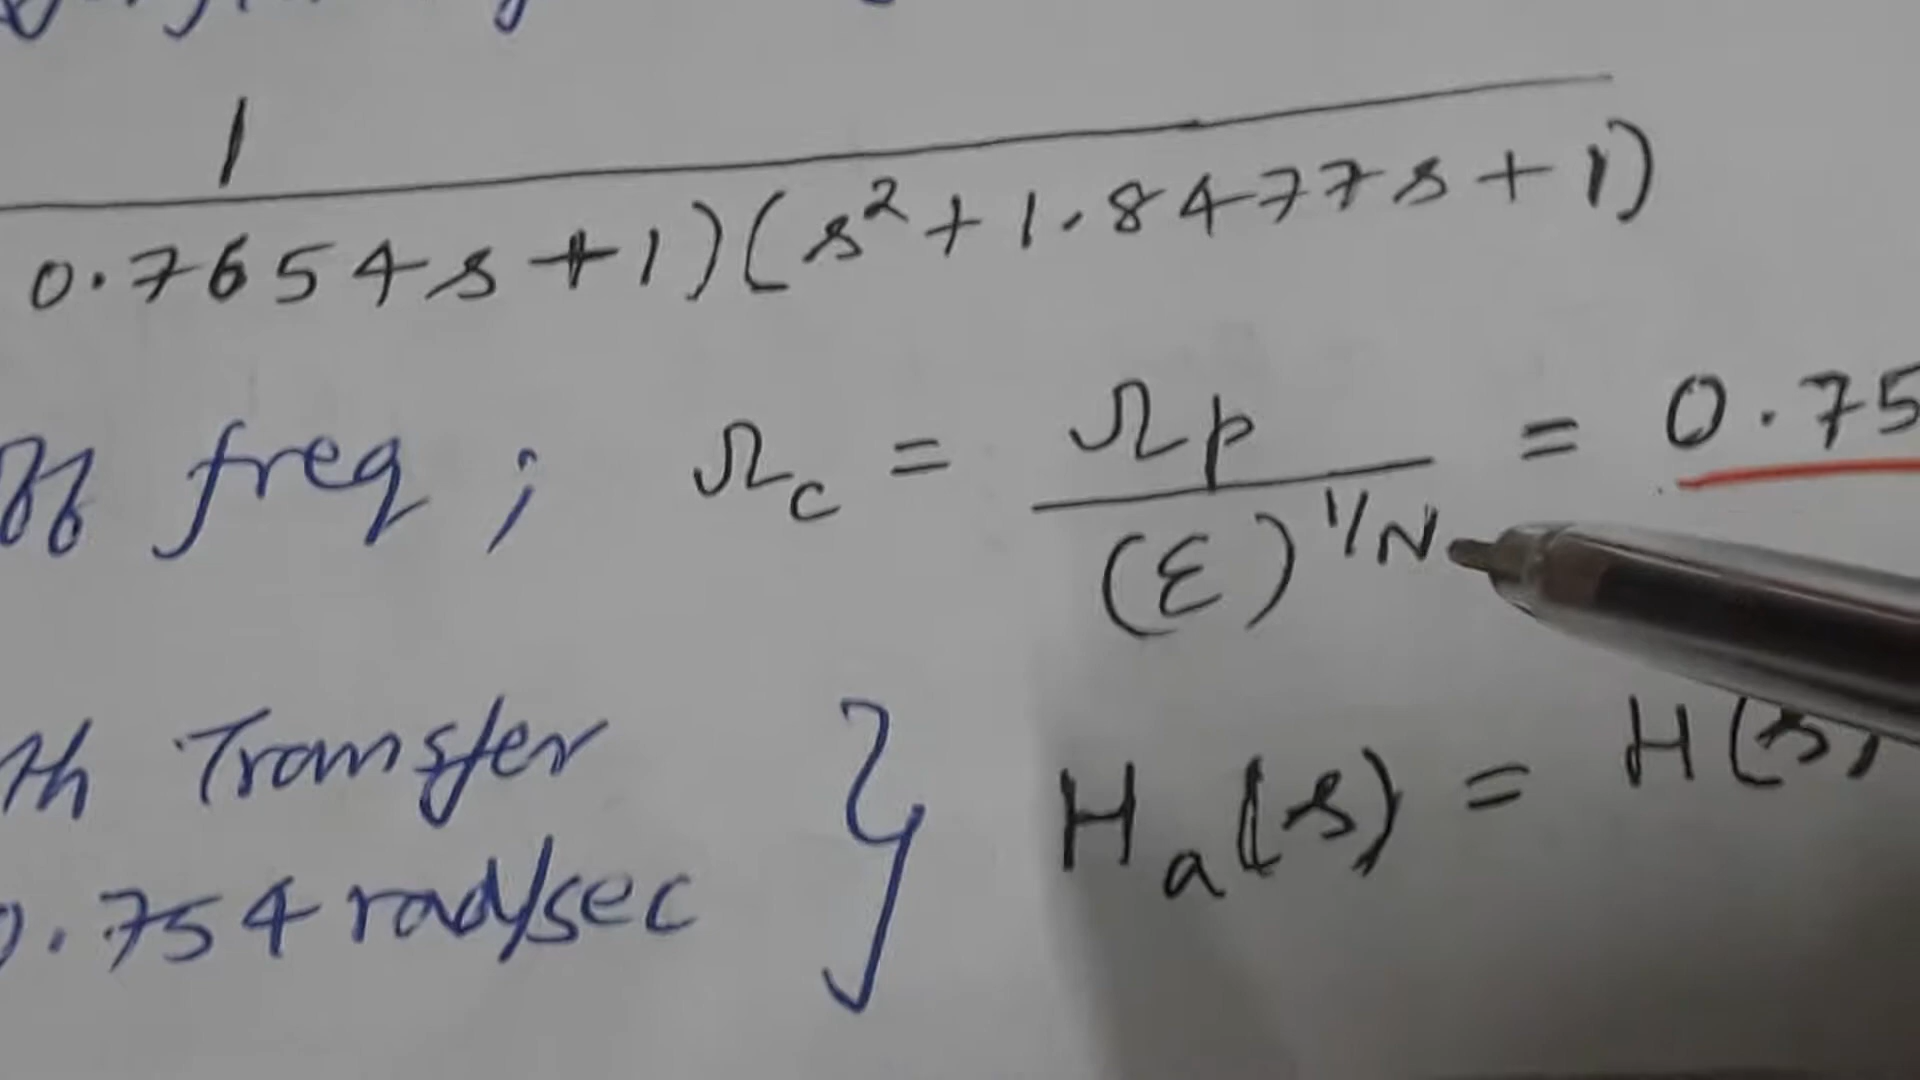 1
0.7654s+1)(s²+1.8477s+1)
ff freq; Ωc = Ωp / (ε)^1/N = 0.75
th Transfer
Ha(s) = H(s)
0.754 rad/sec